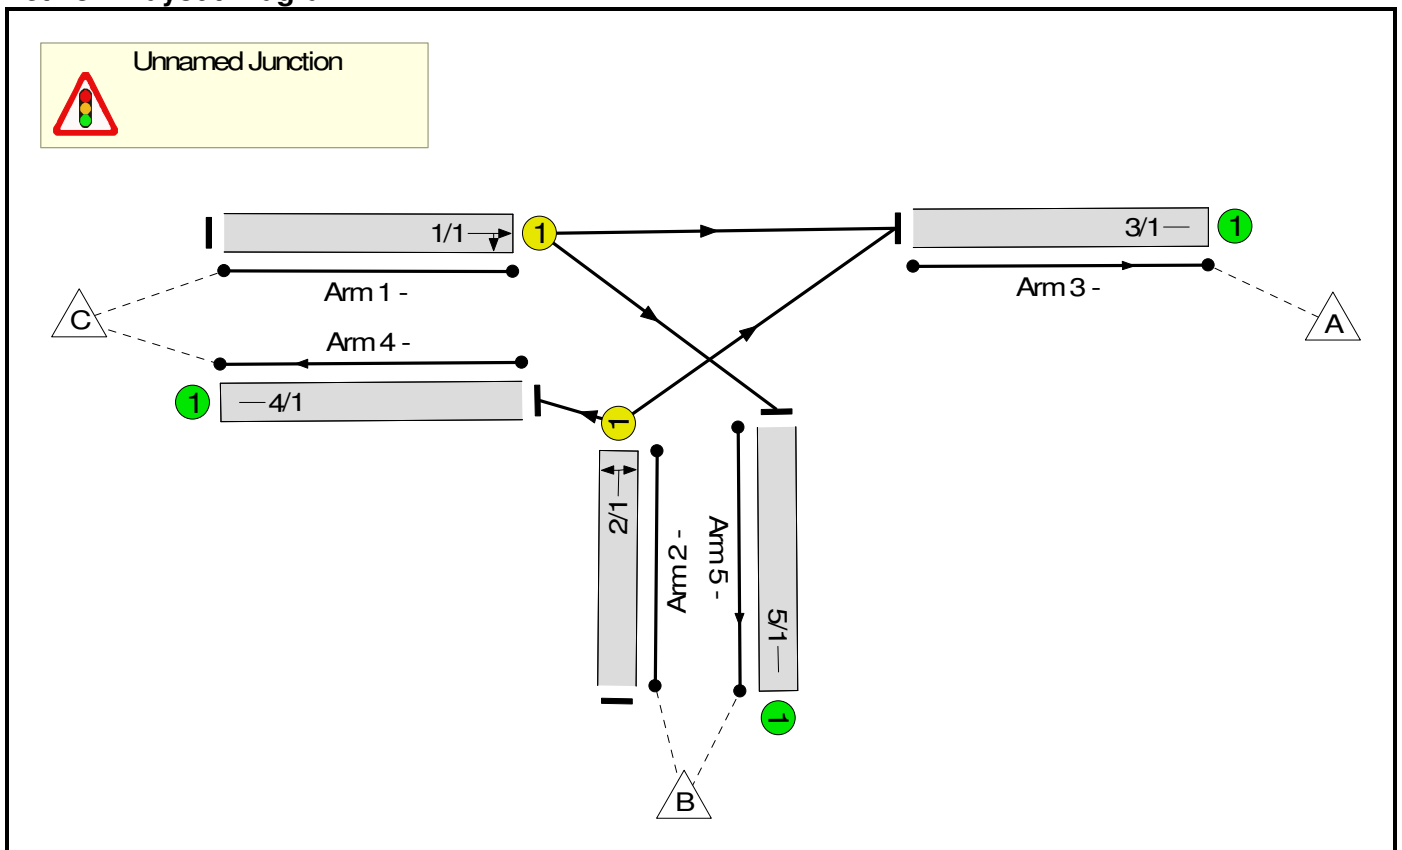 Unnamed Junction
1/1
1
3/1
1
Arm 1 -
Arm 3 -
C
A
Arm 4 -
1
4/1
1
2/1
Arm 2 -
Arm 5 -
5/1
1
B